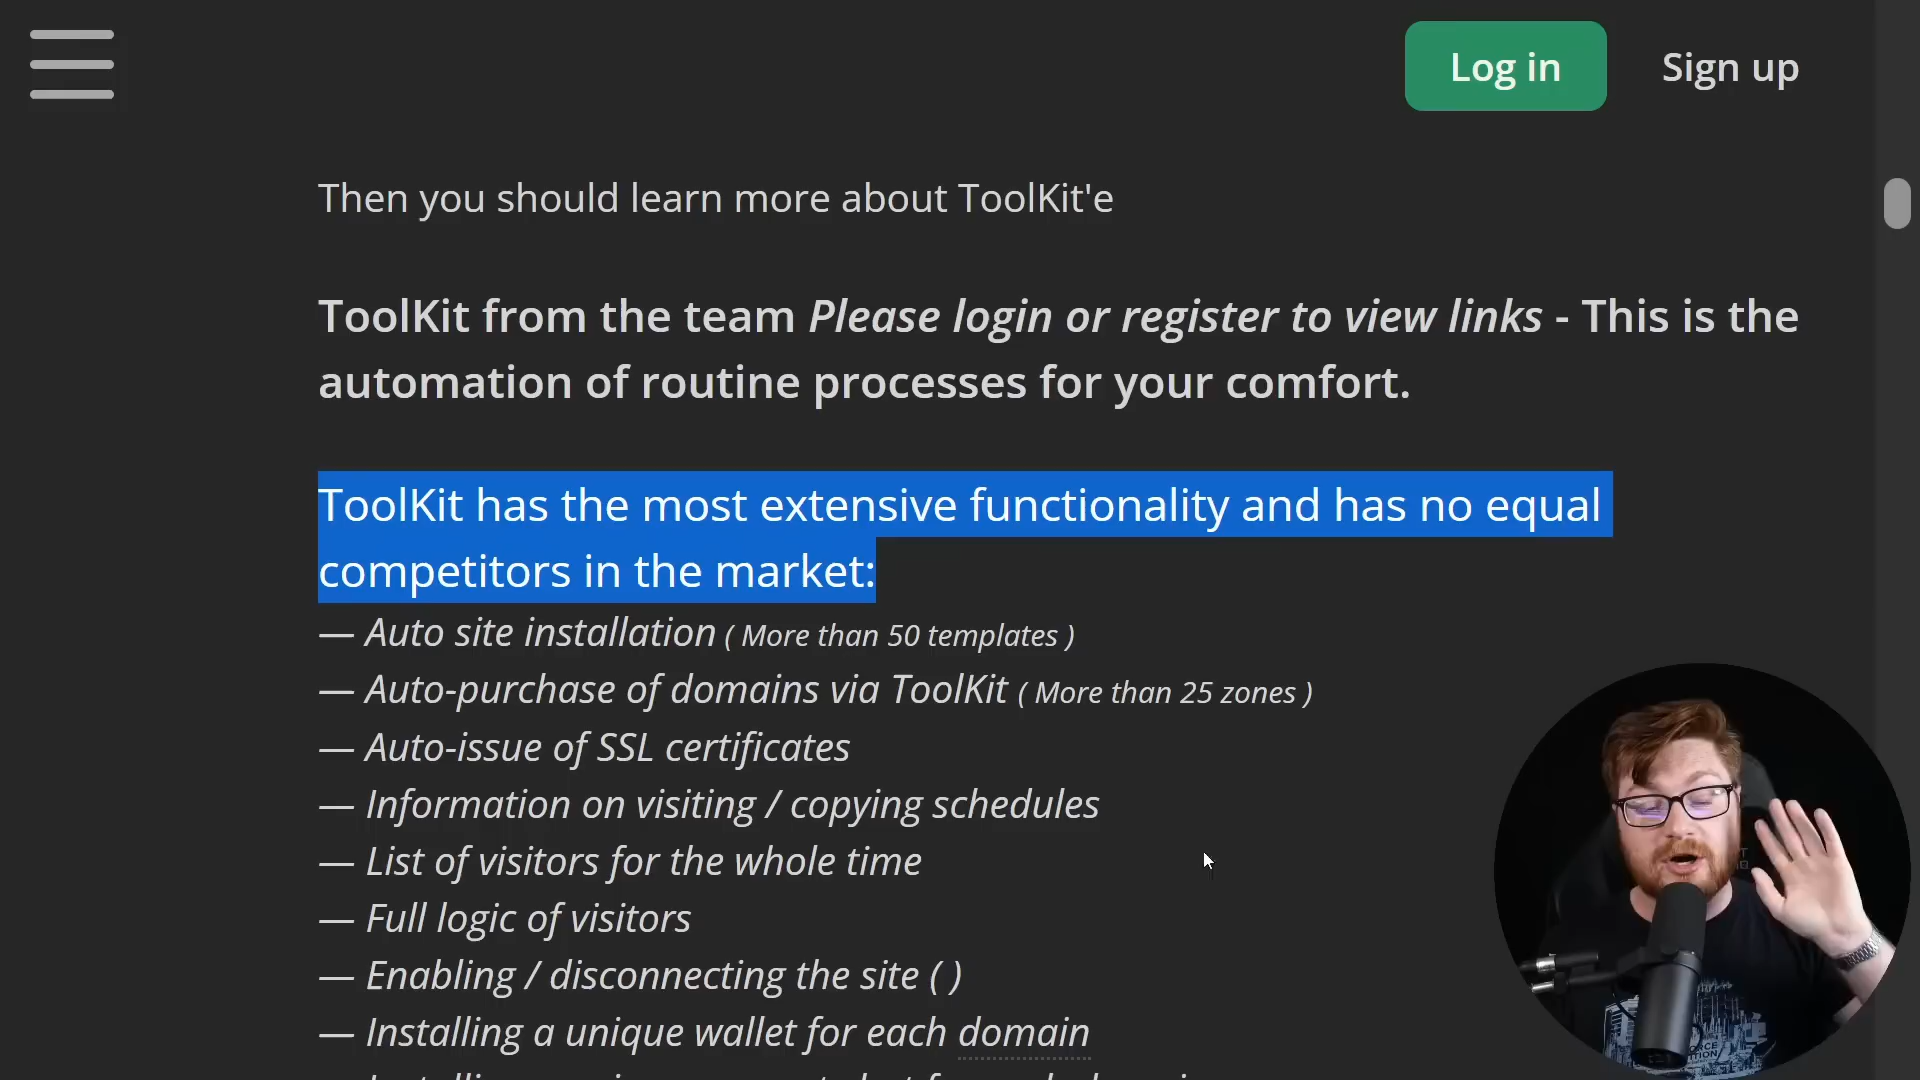 Log in
Sign up
Then you should learn more about ToolKit'e
ToolKit from the team Please login or register to view links - This is the
automation of routine processes for your comfort.
ToolKit has the most extensive functionality and has no equal
competitors in the market:
— Auto site installation ( More than 50 templates )
— Auto-purchase of domains via ToolKit ( More than 25 zones )
— Auto-issue of SSL certificates
— Information on visiting / copying schedules
— List of visitors for the whole time
— Full logic of visitors
— Enabling / disconnecting the site ( )
— Installing a unique wallet for each domain